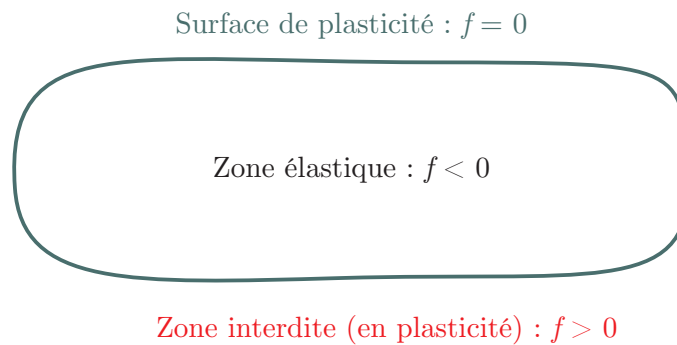 Surface de plasticité : f = 0
Zone élastique : f < 0
Zone interdite (en plasticité) : f > 0